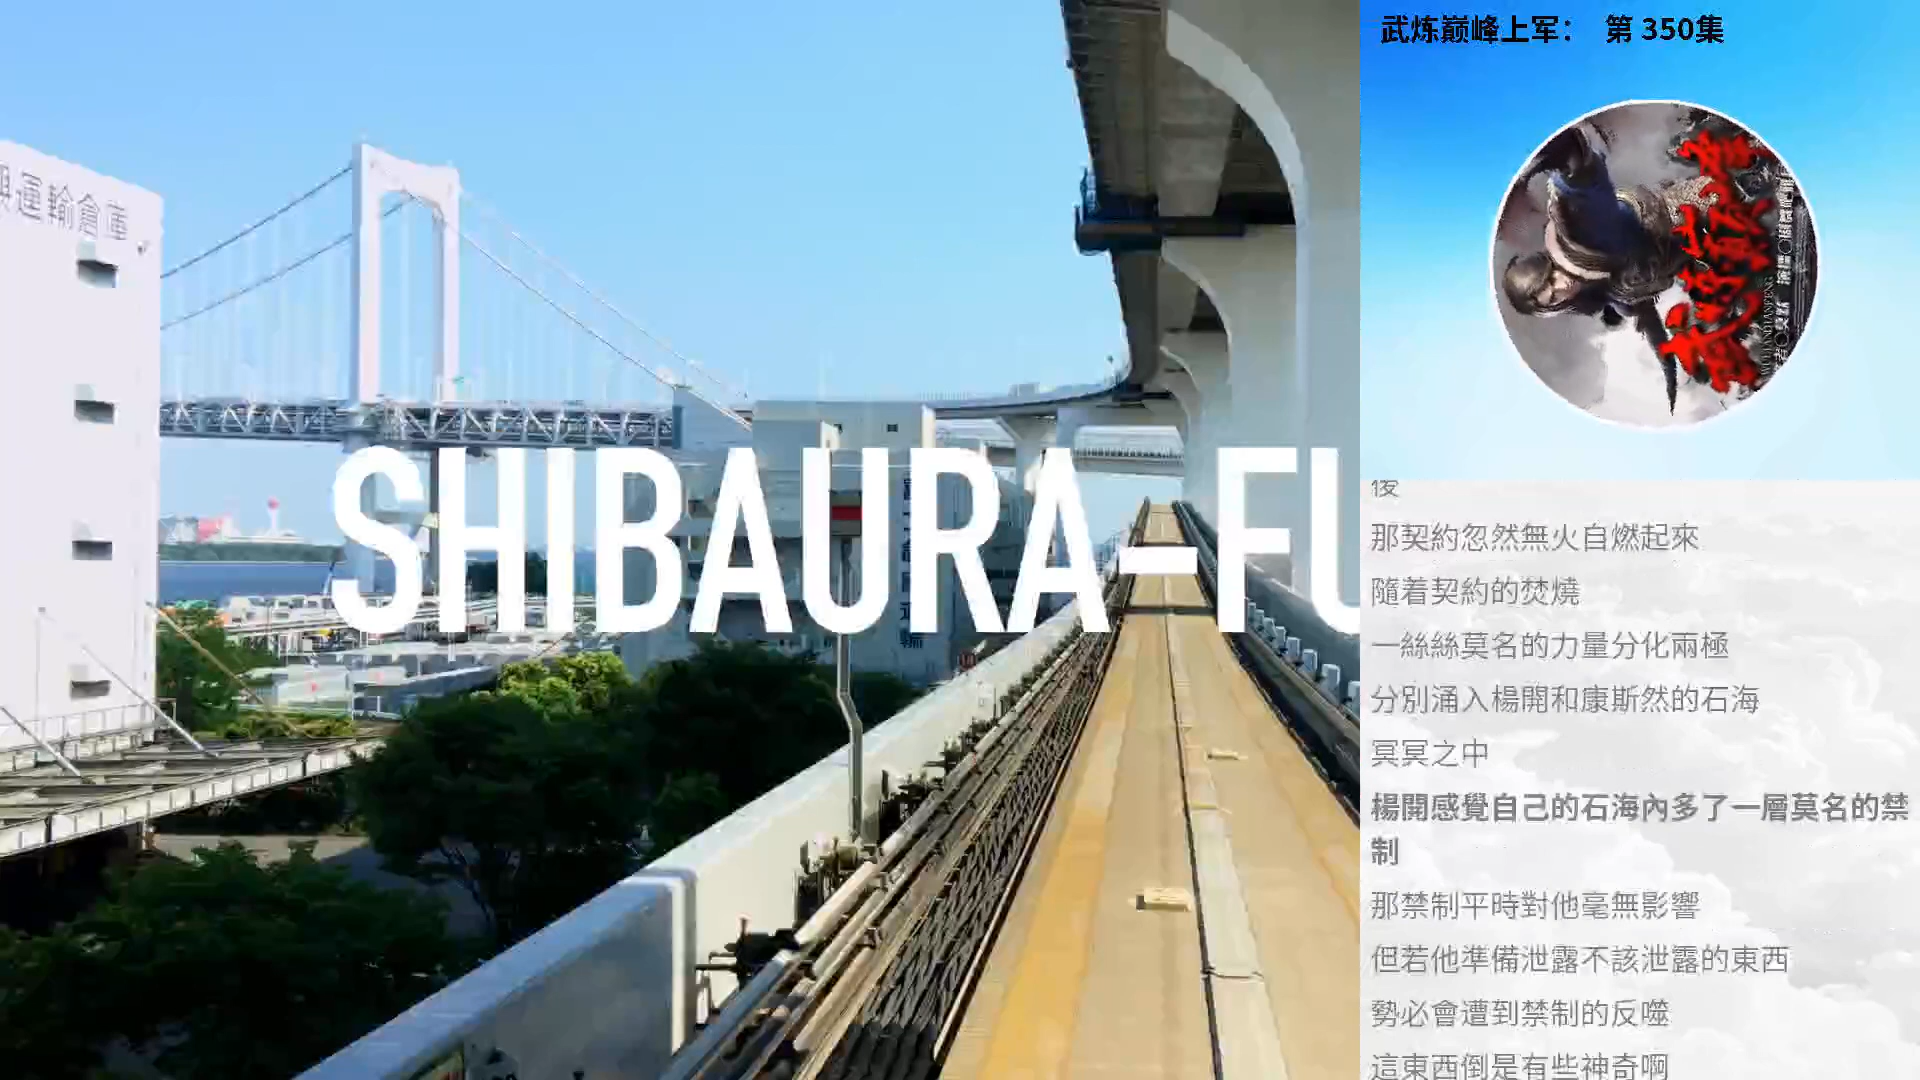 武炼巅峰上军： 第 350集
運輸倉庫
SHIBAURA-FU
後
那契約忽然無火自燃起來
隨着契約的焚燒
一絲絲莫名的力量分化兩極
分別涌入楊開和康斯然的石海
冥冥之中
楊開感覺自己的石海內多了一層莫名的禁
制
那禁制平時對他毫無影響
但若他準備泄露不該泄露的東西
勢必會遭到禁制的反噬
這東西倒是有些神奇啊